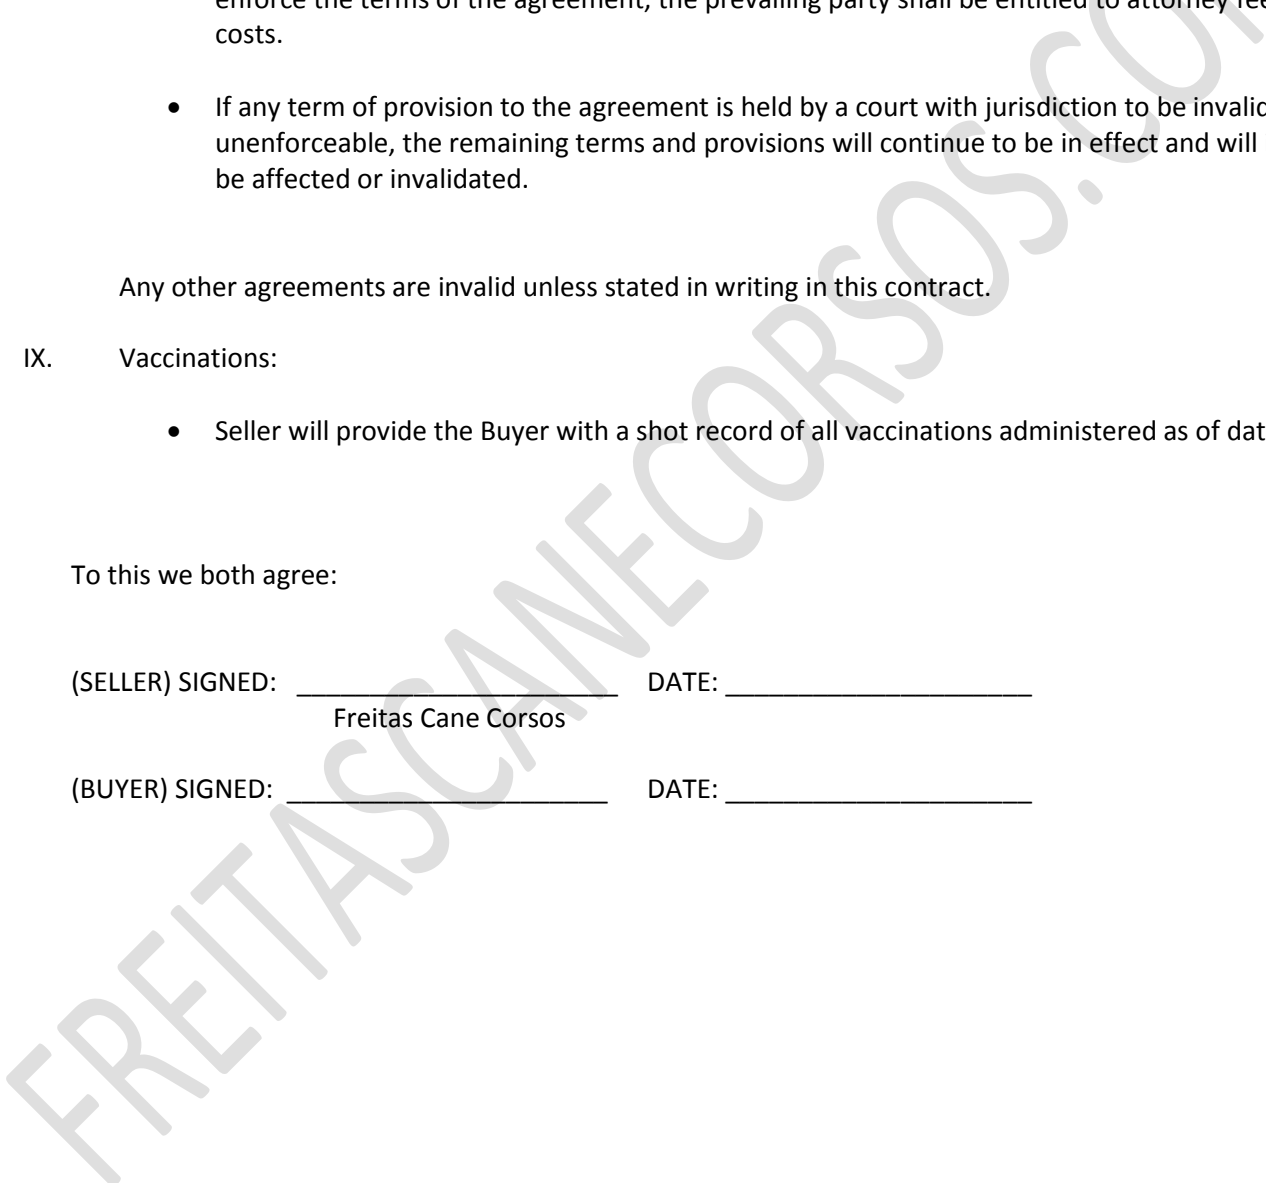 enforce the terms of the agreement, the prevailing party shall be entitled to attorney fee
costs.
• If any term of provision to the agreement is held by a court with jurisdiction to be invalid
unenforceable, the remaining terms and provisions will continue to be in effect and will
be affected or invalidated.
Any other agreements are invalid unless stated in writing in this contract.
IX. Vaccinations:
• Seller will provide the Buyer with a shot record of all vaccinations administered as of dat
To this we both agree:
(SELLER) SIGNED: ______________________ DATE: _____________________
Freitas Cane Corsos
(BUYER) SIGNED: ______________________ DATE: _____________________
FREITASCANECORSOS.CO